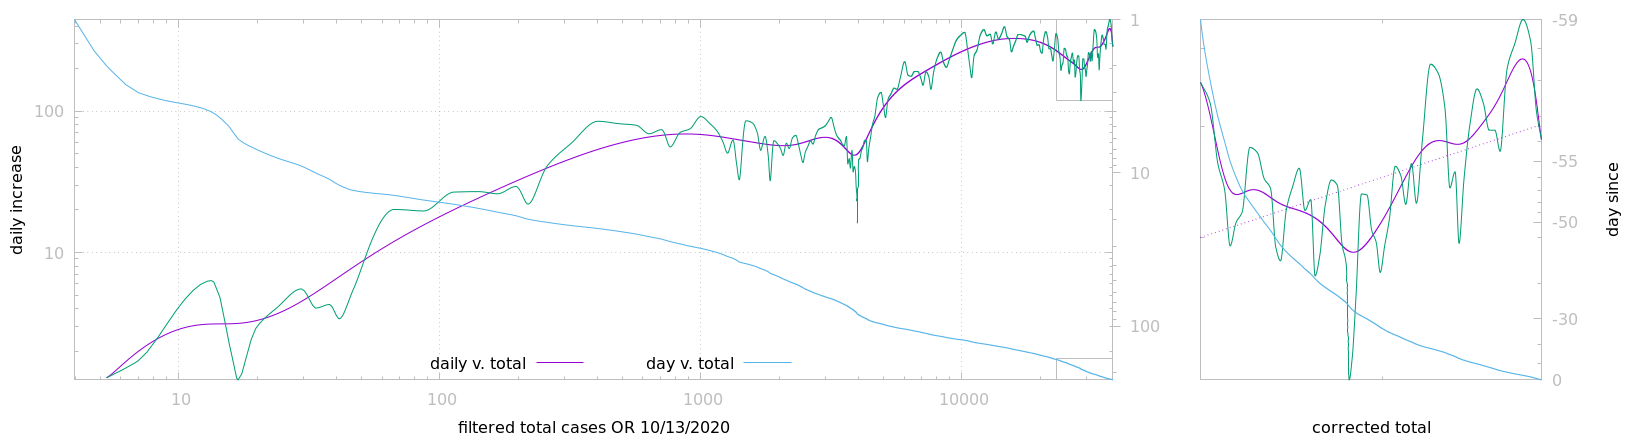 daily increase
100
10
daily v. total
day v. total
10
100
1000
10000
filtered total cases OR 10/13/2020
1
10
100
corrected total
-59
-55
-50
-30
0
day since